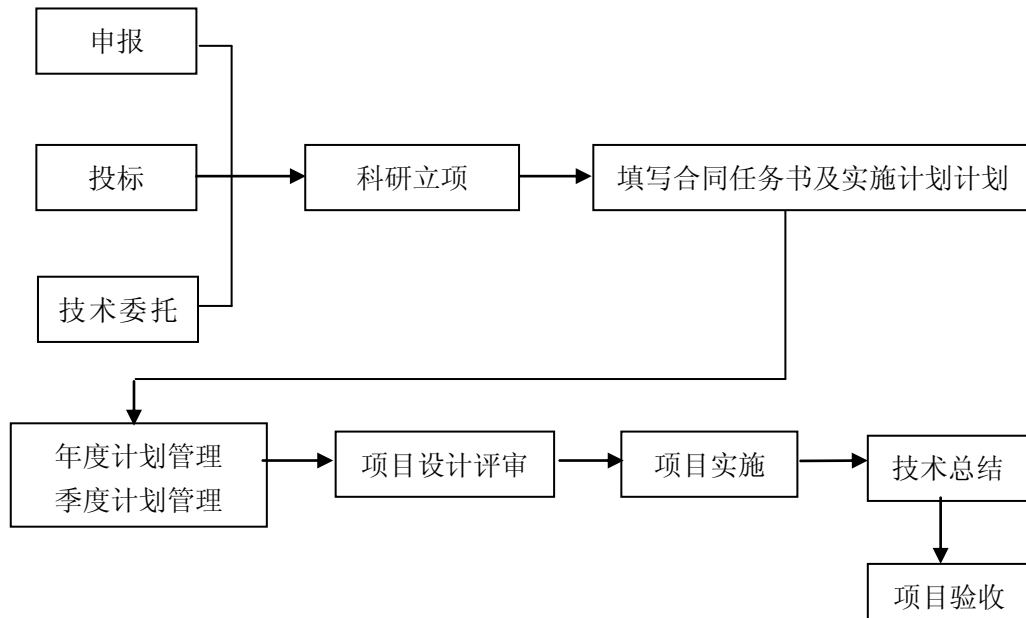 申报
投标
科研立项
填写合同任务书及实施计划计划
技术委托
年度计划管理
季度计划管理
项目设计评审
项目实施
技术总结
项目验收